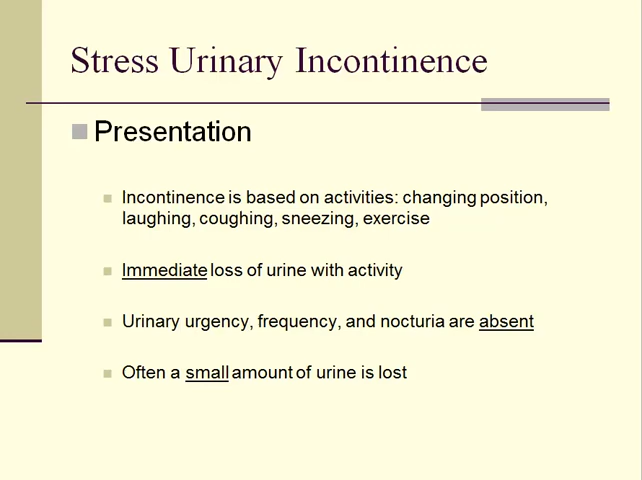 Stress Urinary Incontinence
Presentation
Incontinence is based on activities: changing position,
laughing, coughing, sneezing, exercise
Immediate loss of urine with activity
Urinary urgency, frequency, and nocturia are absent
Often a small amount of urine is lost